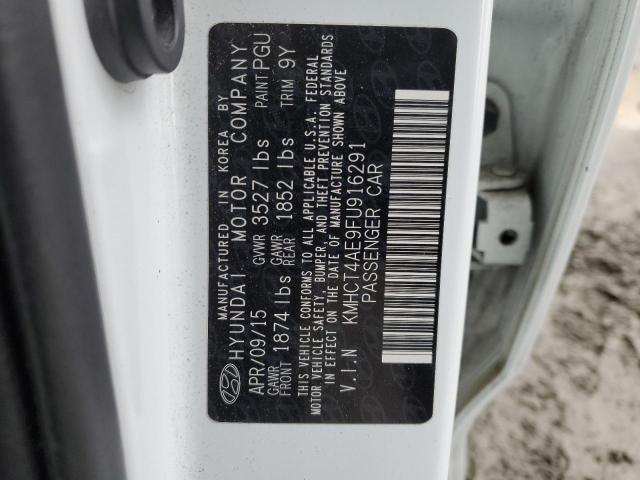 MANUFACTURED IN KOREA BY
HYUNDAI MOTOR COMPANY
APR/09/15 GVWR 3527 lbs PAINT PGU
GAWR FRONT 1874 lbs GAWR REAR 1852 lbs TRIM 9Y
THIS VEHICLE CONFORMS TO ALL APPLICABLE U.S.A. FEDERAL
MOTOR VEHICLE SAFETY, BUMPER, AND THEFT PREVENTION STANDARDS
IN EFFECT ON THE DATE OF MANUFACTURE SHOWN ABOVE
V.I.N KMHCT4AE9FU916291
PASSENGER CAR